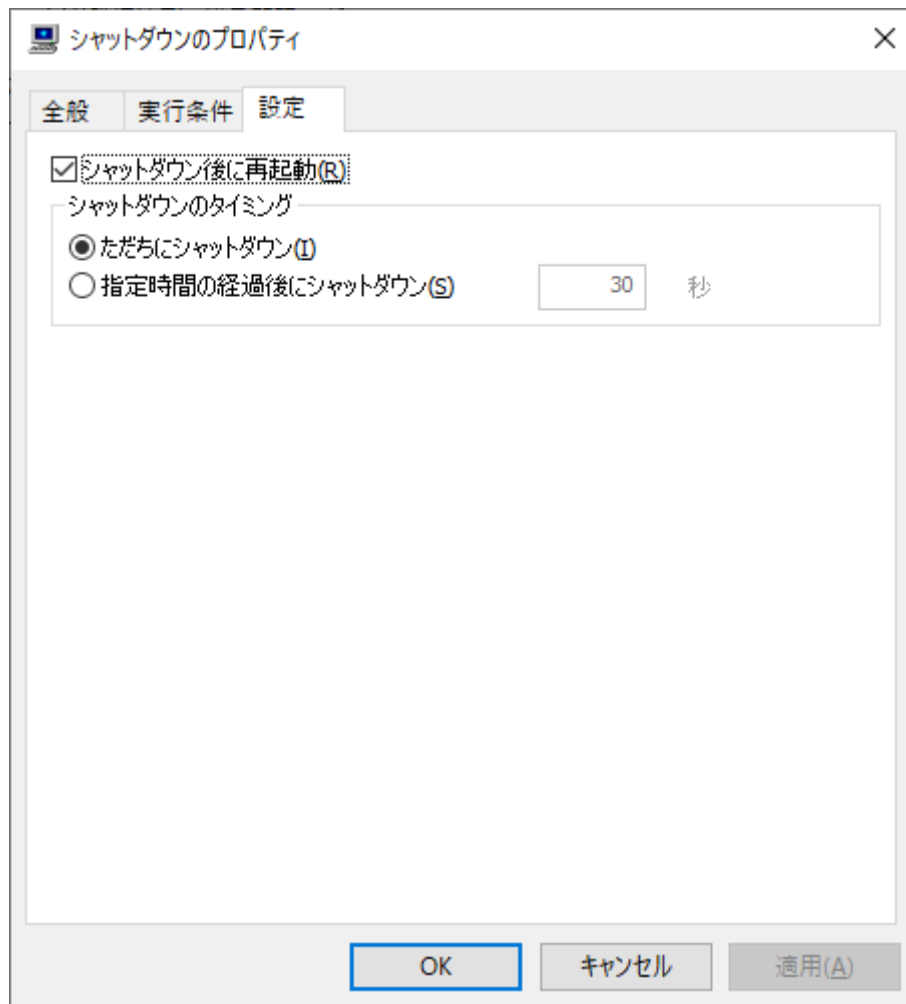 シャットダウンのプロパティ
全般 実行条件 設定
シャットダウン後に再起動(R)
シャットダウンのタイミング
ただちにシャットダウン(I)
指定時間の経過後にシャットダウン(S) 30 秒
OK キャンセル 適用(A)